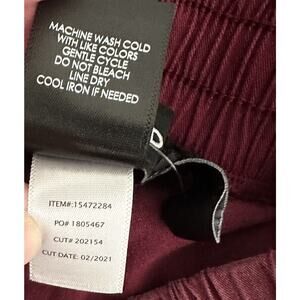 MACHINE WASH COLD
WITH LIKE COLORS
GENTLE CYCLE
DO NOT BLEACH
LINE DRY
COOL IRON IF NEEDED
ITEM#:15472284
PO# 1805467
CUT# 202154
CUT DATE: 02/2021